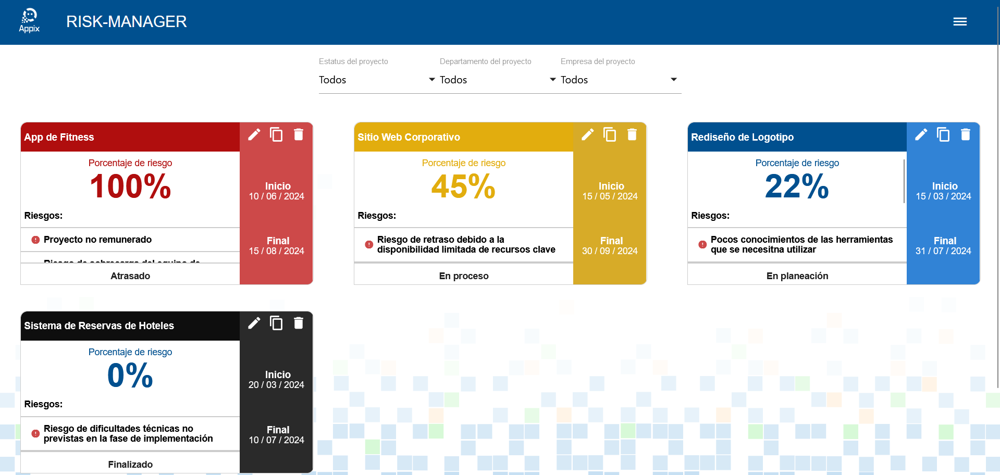 Appix
RISK-MANAGER
Estatus del proyecto
Departamento del proyecto
Empresa del proyecto
Todos
Todos
Todos
App de Fitness
Porcentaje de riesgo
100%
Riesgos:
Proyecto no remunerado
Riesgo de sobrecarga del equipo de
Atrasado
Inicio
10 / 06 / 2024
Final
15 / 08 / 2024
Sitio Web Corporativo
Porcentaje de riesgo
45%
Riesgos:
Riesgo de retraso debido a la
disponibilidad limitada de recursos clave
En proceso
Inicio
15 / 05 / 2024
Final
30 / 09 / 2024
Rediseño de Logotipo
Porcentaje de riesgo
22%
Riesgos:
Pocos conocimientos de las herramientas
que se necesitna utilizar
En planeación
Inicio
15 / 03 / 2024
Final
31 / 07 / 2024
Sistema de Reservas de Hoteles
Porcentaje de riesgo
0%
Riesgos:
Riesgo de dificultades técnicas no
previstas en la fase de implementación
Finalizado
Inicio
20 / 03 / 2024
Final
10 / 07 / 2024